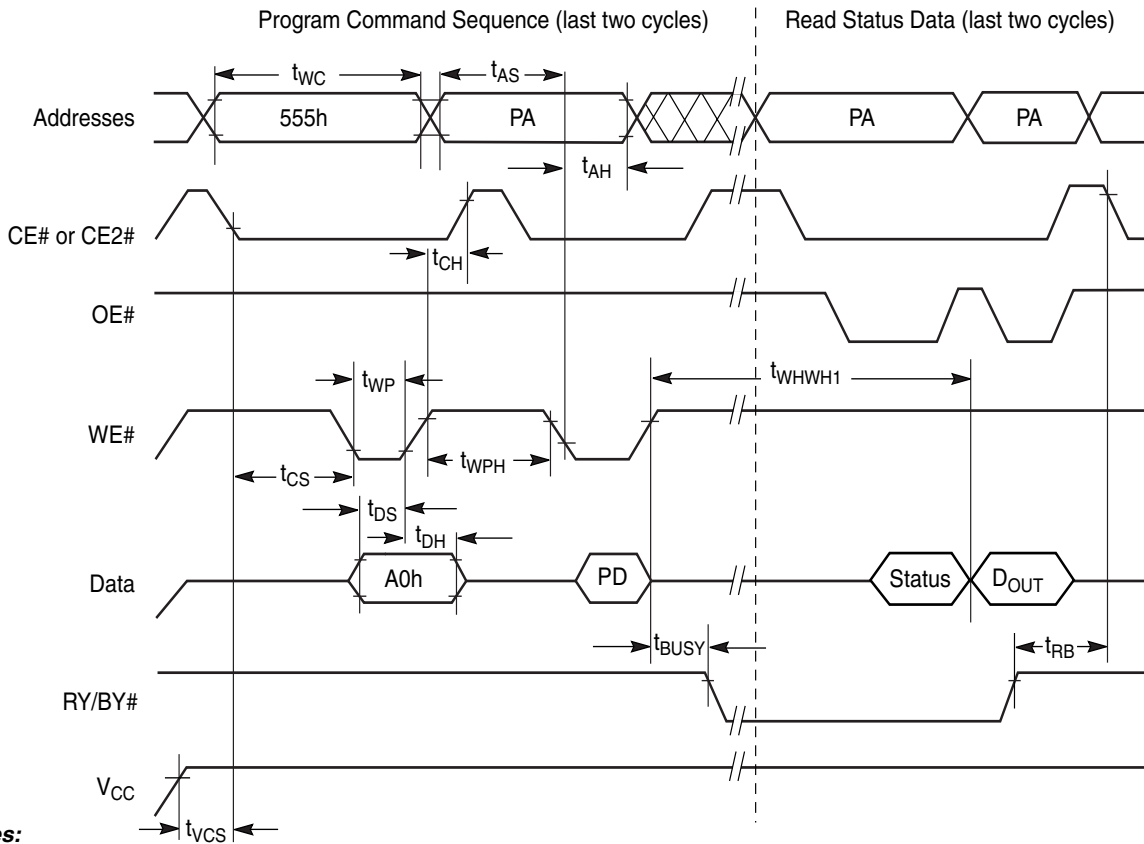 Program Command Sequence (last two cycles)
Read Status Data (last two cycles)
tWC
tAS
Addresses
555h
PA
PA
PA
tAH
CE# or CE2#
tCH
OE#
tWP
tWHWH1
WE#
tCS
tWPH
tDS
tDH
Data
A0h
PD
Status
DOUT
tBUSY
tRB
RY/BY#
VCC
tVCS
es: